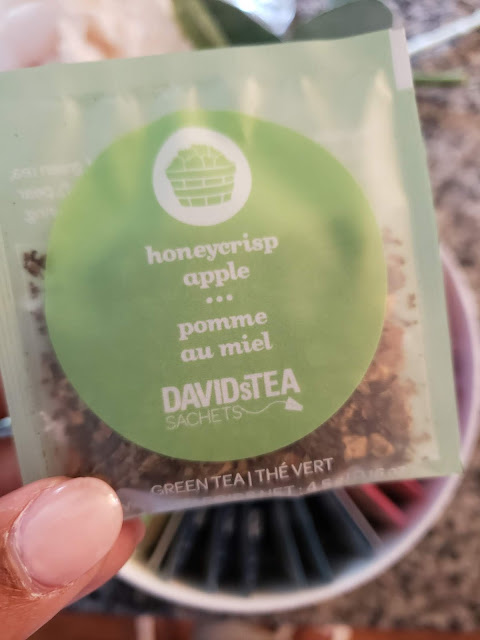 honeycrisp
apple
•••
pomme
au miel
DAVIDsTEA
SACHETS
GREEN TEA | THÉ VERT